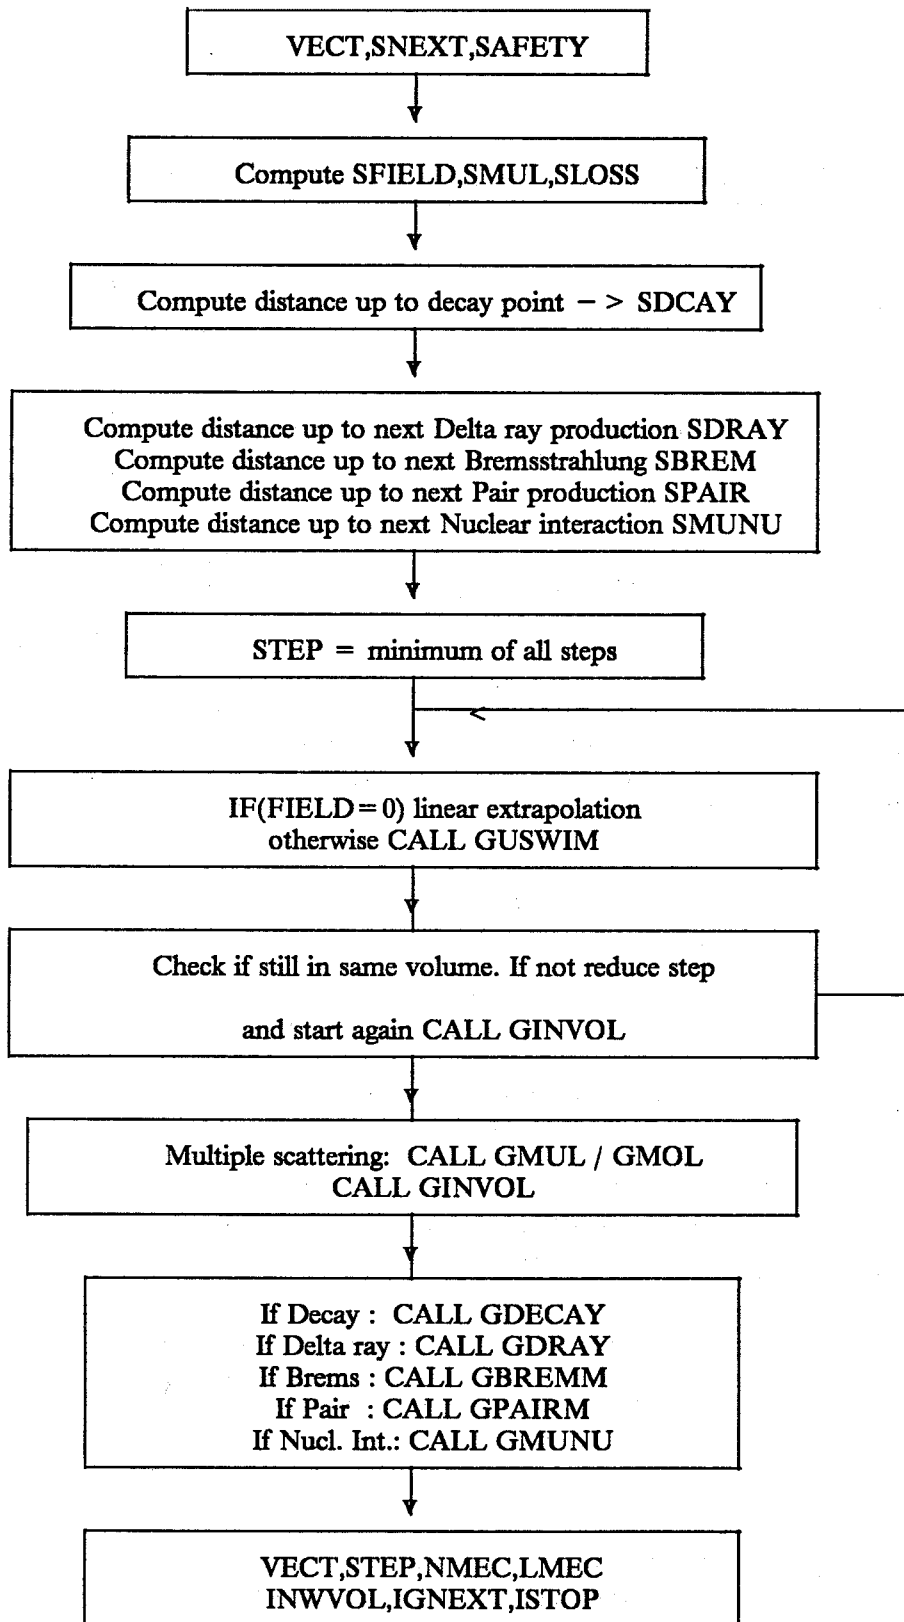 VECT,SNEXT,SAFETY
Compute SFIELD,SMUL,SLOSS
Compute distance up to decay point - > SDCAY
Compute distance up to next Delta ray production SDRAY
Compute distance up to next Bremsstrahlung SBREM
Compute distance up to next Pair production SPAIR
Compute distance up to next Nuclear interaction SMUNU
STEP = minimum of all steps
IF(FIELD=0) linear extrapolation
otherwise CALL GUSWIM
Check if still in same volume. If not reduce step
and start again CALL GINVOL
Multiple scattering: CALL GMUL / GMOL
CALL GINVOL
If Decay : CALL GDECAY
If Delta ray : CALL GDRAY
If Brems : CALL GBREMM
If Pair : CALL GPAIRM
If Nucl. Int.: CALL GMUNU
VECT,STEP,NMEC,LMEC
INWVOL,IGNEXT,ISTOP